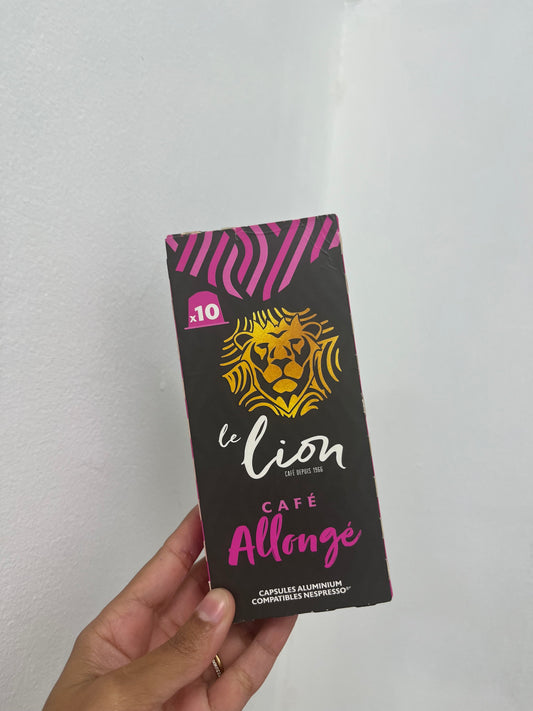 x10
le lion
CAFÉ DEPUIS 1966
CAFÉ
Allongé
CAPSULES ALUMINIUM
COMPATIBLES NESPRESSO®*